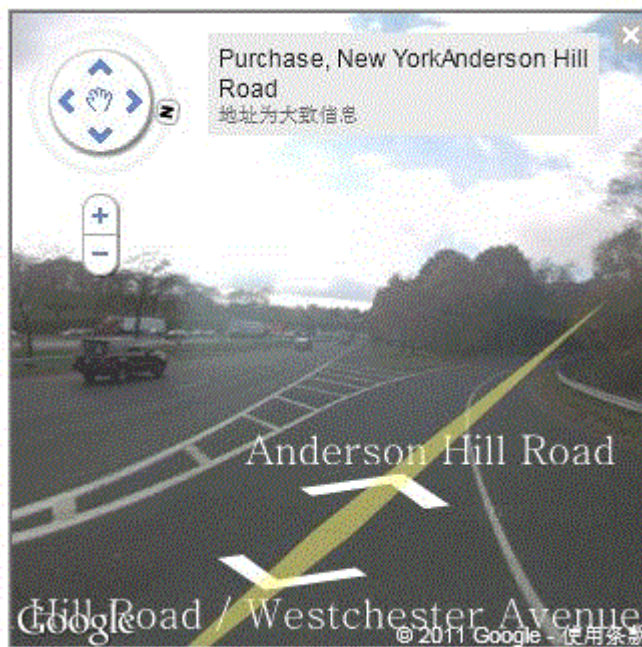 Purchase, New YorkAnderson Hill
Road
地址为大致信息
N
+
−
Anderson Hill Road
Hill Road / Westchester Avenue
Google
© 2011 Google - 使用条款